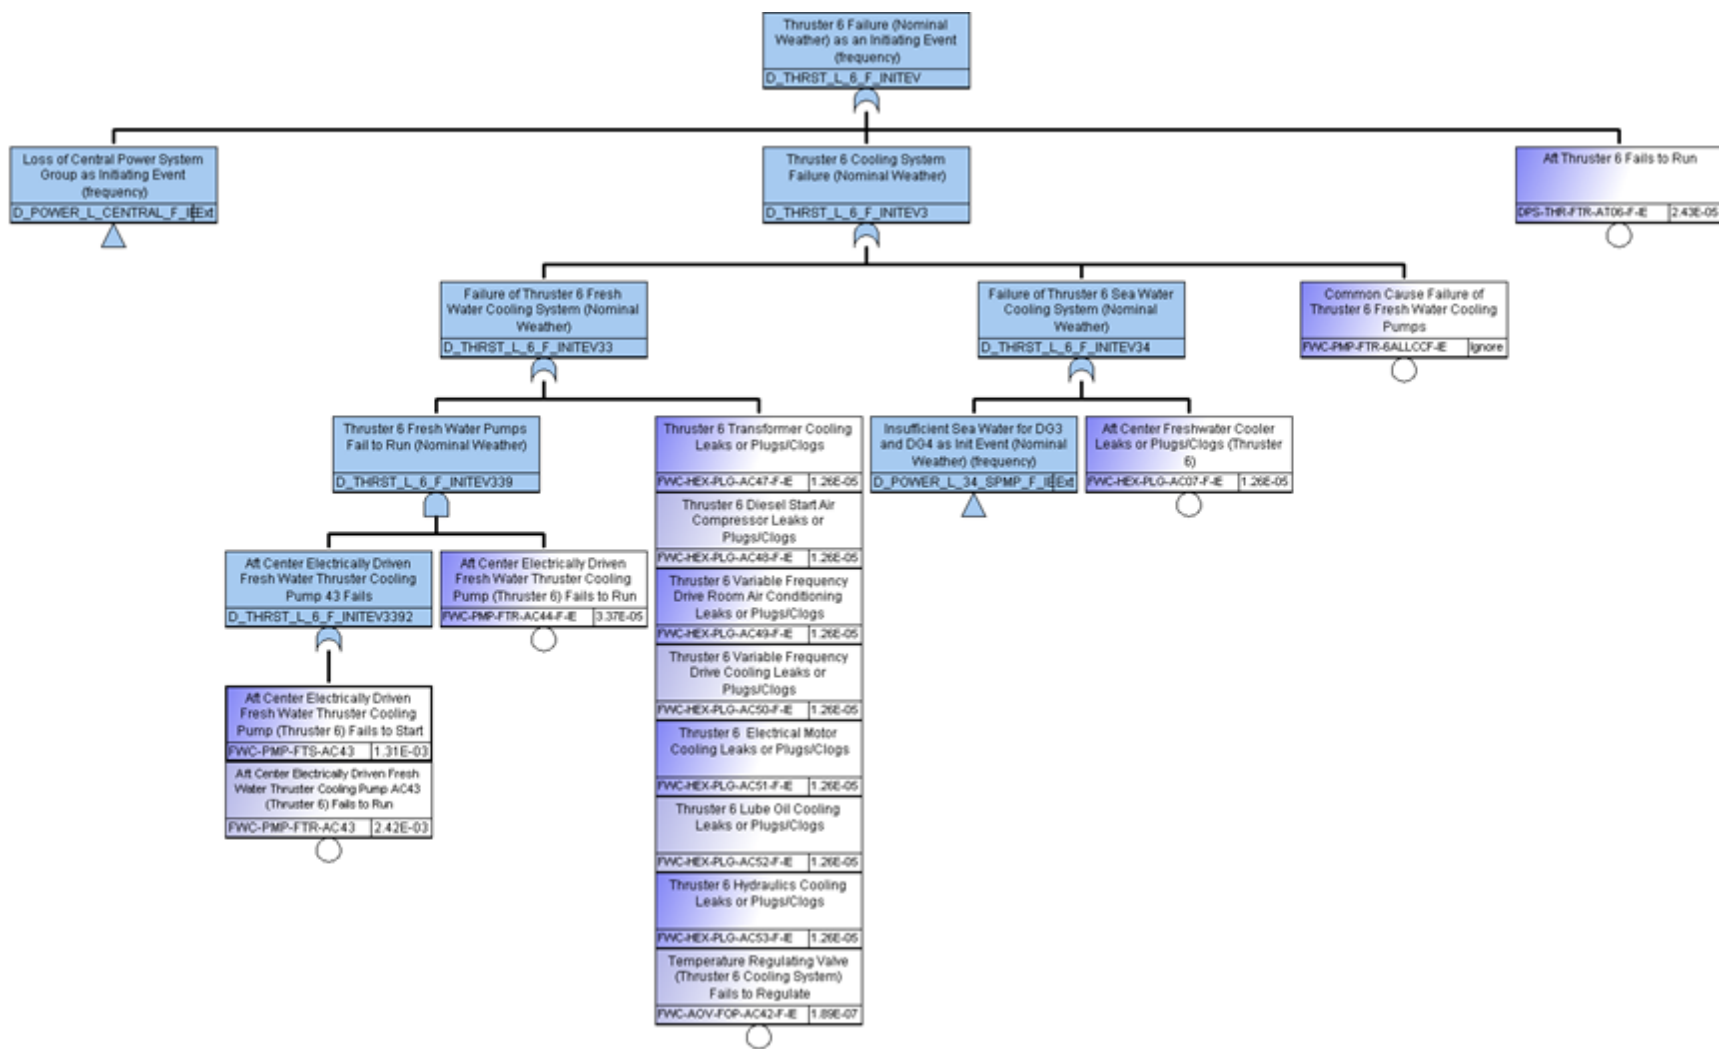 Thruster 6 Failure (Nominal
Weather) as an Initiating Event
(frequency)
D_THRST_L_6_F_INITEV
Loss of Central Power System
Group as Initiating Event
(frequency)
D_POWER_L_CENTRAL_F_IE Ext
Thruster 6 Cooling System
Failure (Nominal Weather)
D_THRST_L_6_F_INITEV3
Aft Thruster 6 Fails to Run
DPS-THR-FTR-AT06-F-IE 2.43E-05
Failure of Thruster 6 Fresh
Water Cooling System (Nominal
Weather)
D_THRST_L_6_F_INITEV33
Failure of Thruster 6 Sea Water
Cooling System (Nominal
Weather)
D_THRST_L_6_F_INITEV34
Common Cause Failure of
Thruster 6 Fresh Water Cooling
Pumps
FWC-PMP-FTR-6ALLCCF-IE Ignore
Thruster 6 Fresh Water Pumps
Fail to Run (Nominal Weather)
D_THRST_L_6_F_INITEV339
Thruster 6 Transformer Cooling
Leaks or Plugs/Clogs
FWC-HEX-PLG-AC47-F-IE 1.26E-05
Thruster 6 Diesel Start Air
Compressor Leaks or
Plugs/Clogs
FWC-HEX-PLG-AC48-F-IE 1.26E-05
Thruster 6 Variable Frequency
Drive Room Air Conditioning
Leaks or Plugs/Clogs
FWC-HEX-PLG-AC49-F-IE 1.26E-05
Thruster 6 Variable Frequency
Drive Cooling Leaks or
Plugs/Clogs
FWC-HEX-PLG-AC50-F-IE 1.26E-05
Thruster 6 Electrical Motor
Cooling Leaks or Plugs/Clogs
FWC-HEX-PLG-AC51-F-IE 1.26E-05
Thruster 6 Lube Oil Cooling
Leaks or Plugs/Clogs
FWC-HEX-PLG-AC52-F-IE 1.26E-05
Thruster 6 Hydraulics Cooling
Leaks or Plugs/Clogs
FWC-HEX-PLG-AC53-F-IE 1.26E-05
Temperature Regulating Valve
(Thruster 6 Cooling System)
Fails to Regulate
FWC-AOV-FOP-AC42-F-IE 1.89E-07
Insufficient Sea Water for DG3
and DG4 as Init Event (Nominal
Weather) (frequency)
D_POWER_L_34_SPMP_F_IE Ext
Aft Center Freshwater Cooler
Leaks or Plugs/Clogs (Thruster
6)
FWC-HEX-PLG-AC07-F-IE 1.26E-05
Aft Center Electrically Driven
Fresh Water Thruster Cooling
Pump 43 Fails
D_THRST_L_6_F_INITEV3392
Aft Center Electrically Driven
Fresh Water Thruster Cooling
Pump (Thruster 6) Fails to Run
FWC-PMP-FTR-AC44-F-IE 3.37E-05
Aft Center Electrically Driven
Fresh Water Thruster Cooling
Pump (Thruster 6) Fails to Start
FWC-PMP-FTS-AC43 1.31E-03
Aft Center Electrically Driven Fresh
Water Thruster Cooling Pump AC43
(Thruster 6) Fails to Run
FWC-PMP-FTR-AC43 2.42E-03